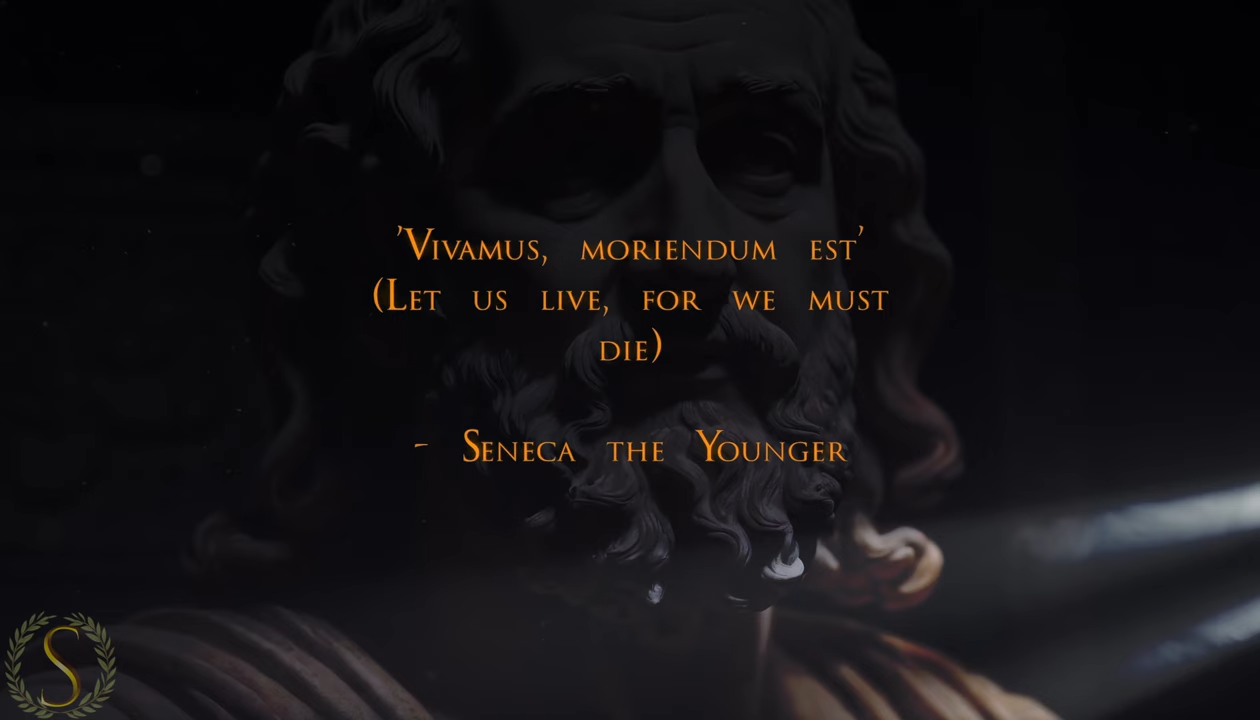 'Vivamus, moriendum est'
(Let us live, for we must
die)
- Seneca the Younger
S